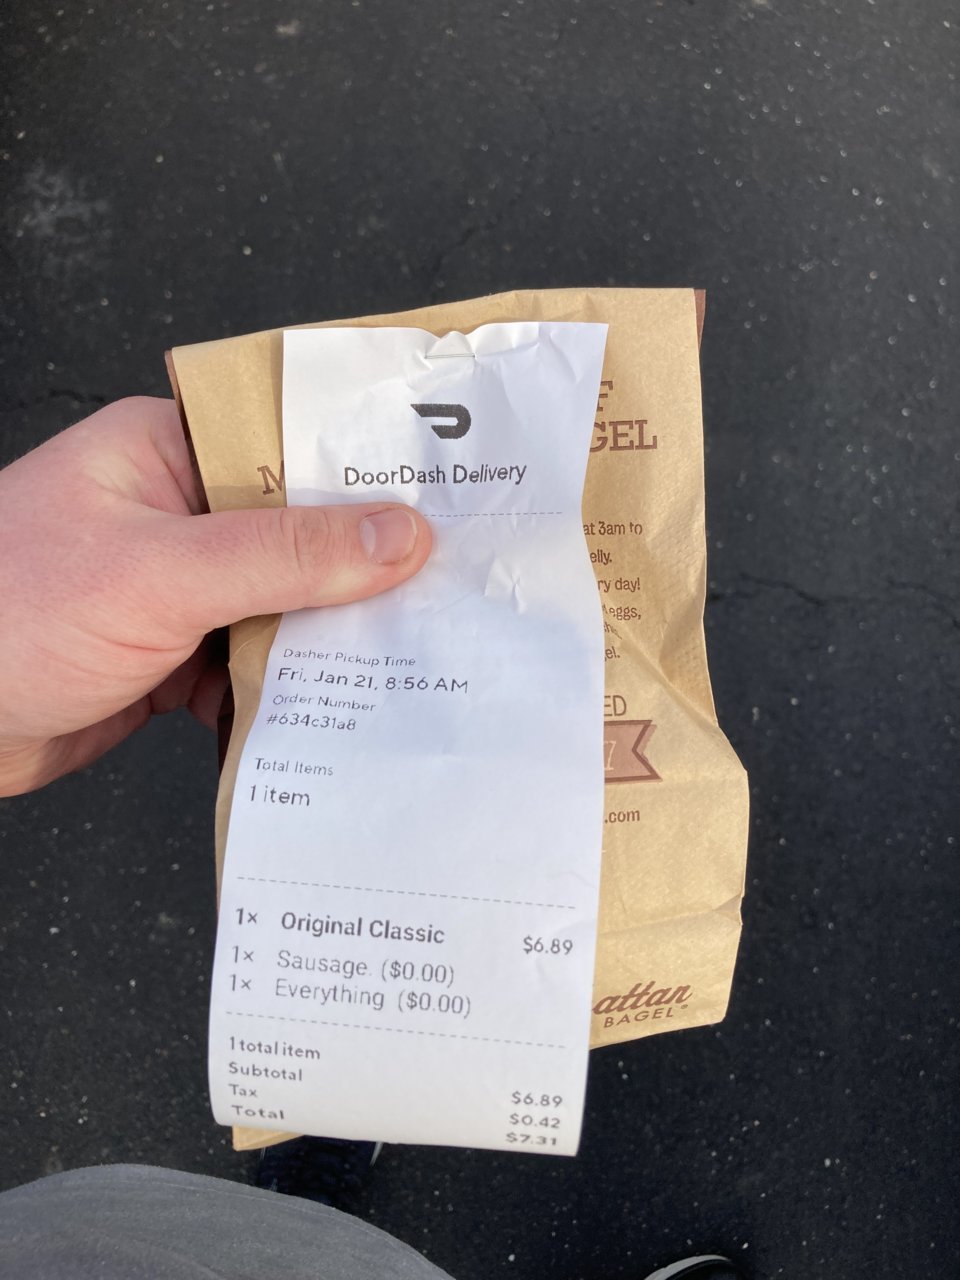 DoorDash Delivery
Dasher Pickup Time
Fri, Jan 21, 8:56 AM
Order Number
#634c31a8
Total Items
1 item
1× Original Classic $6.89
1× Sausage. ($0.00)
1× Everything ($0.00)
1 total item
Subtotal $6.89
Tax $0.42
Total $7.31
M
F
GEL
at 3am to
elly.
ry day!
eggs,
el.
ED
7
.com
attan
BAGEL®